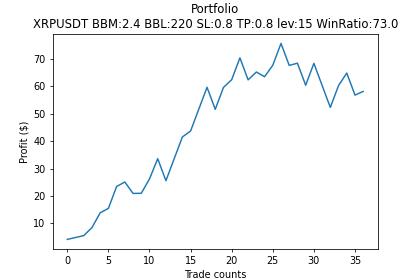 Portfolio
XRPUSDT BBM:2.4 BBL:220 SL:0.8 TP:0.8 lev:15 WinRatio:73.0
Profit ($)
70
60
50
40
30
20
10
0 5 10 15 20 25 30 35
Trade counts